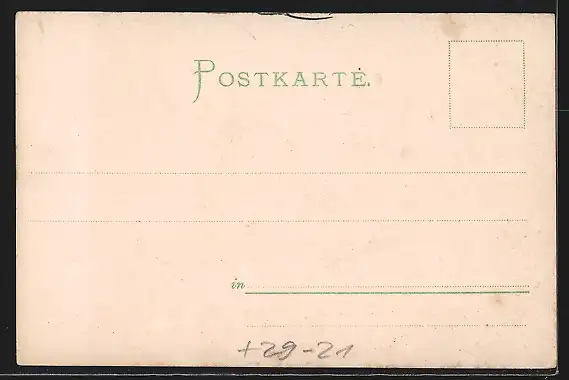 POSTKARTE.
in
+29-21